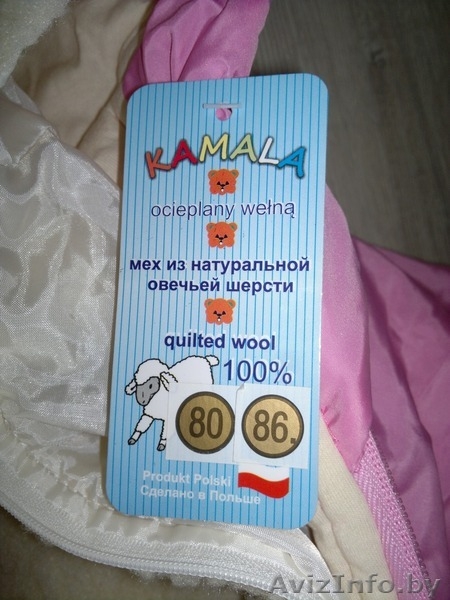 KAMALA
ocieplany wełną
мех из натуральной
овечьей шерсти
quilted wool
100%
80 86.
Produkt Polski
Сделано в Польше
AvizInfo.by